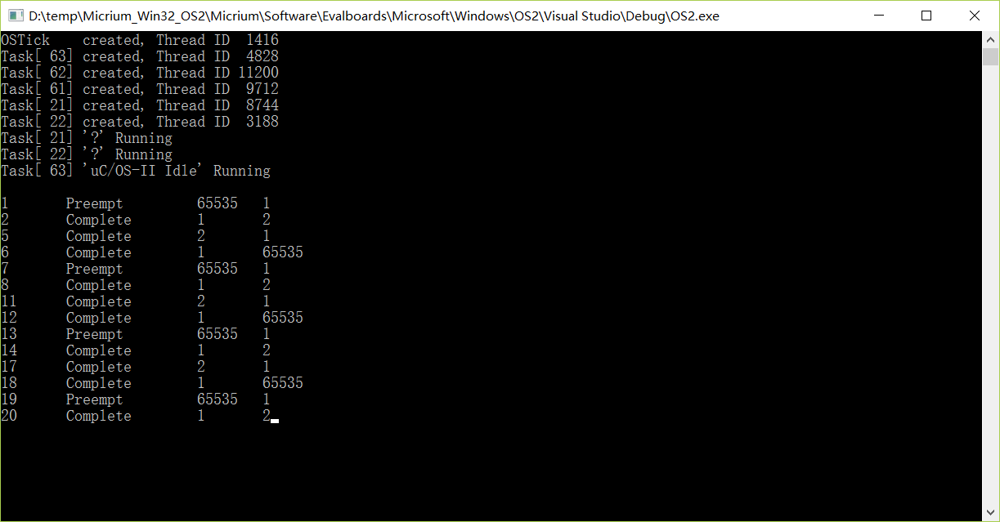 D:\temp\Micrium_Win32_OS2\Micrium\Software\Evalboards\Microsoft\Windows\OS2\Visual Studio\Debug\OS2.exe
OSTick    created, Thread ID  1416
Task[ 63] created, Thread ID  4828
Task[ 62] created, Thread ID 11200
Task[ 61] created, Thread ID  9712
Task[ 21] created, Thread ID  8744
Task[ 22] created, Thread ID  3188
Task[ 21] '?' Running
Task[ 22] '?' Running
Task[ 63] 'uC/OS-II Idle' Running
1       Preempt         65535   1
2       Complete        1       2
5       Complete        2       1
6       Complete        1       65535
7       Preempt         65535   1
8       Complete        1       2
11      Complete        2       1
12      Complete        1       65535
13      Preempt         65535   1
14      Complete        1       2
17      Complete        2       1
18      Complete        1       65535
19      Preempt         65535   1
20      Complete        1       2